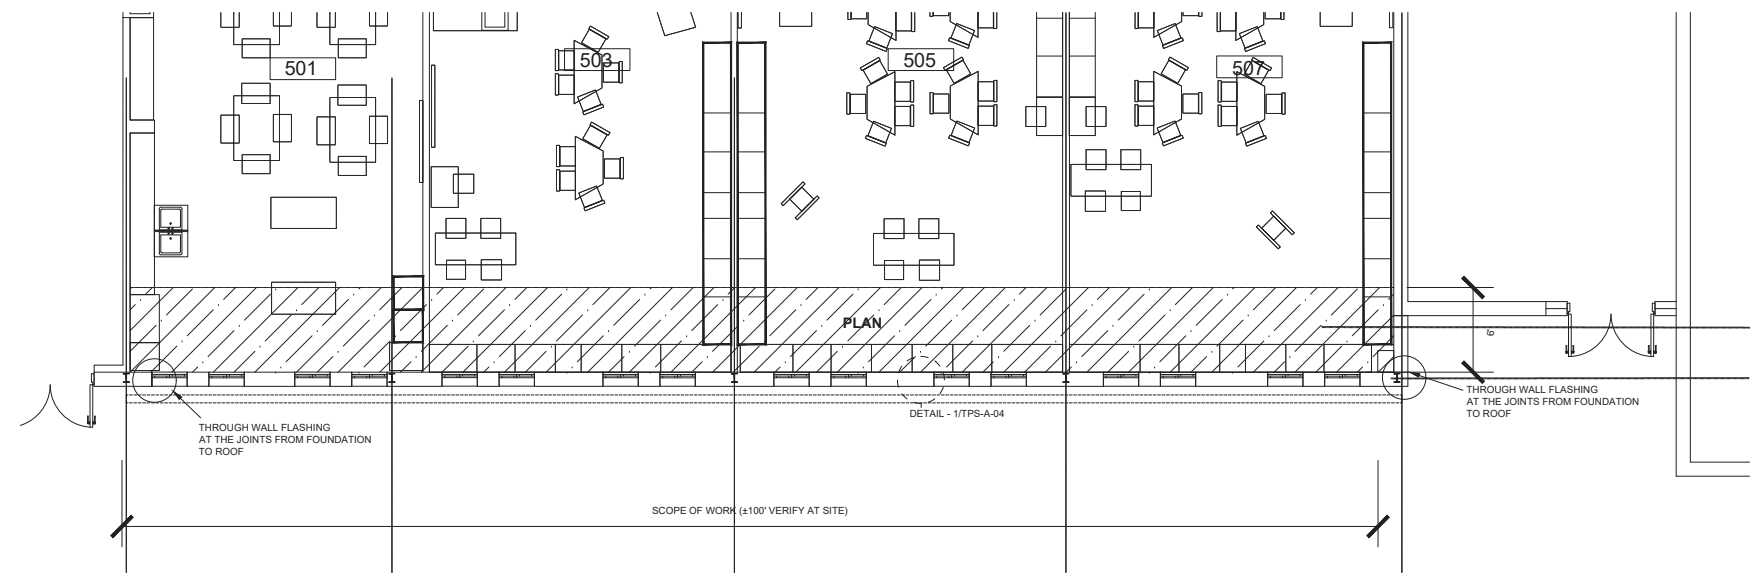 501
503
505
507
PLAN
6'
THROUGH WALL FLASHING
AT THE JOINTS FROM FOUNDATION
TO ROOF
DETAIL - 1/TPS-A-04
THROUGH WALL FLASHING
AT THE JOINTS FROM FOUNDATION
TO ROOF
SCOPE OF WORK (±100' VERIFY AT SITE)